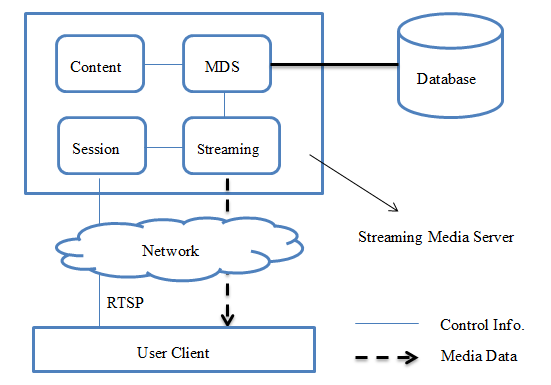 Content
MDS
Database
Session
Streaming
Streaming Media Server
Network
RTSP
Control Info.
User Client
Media Data